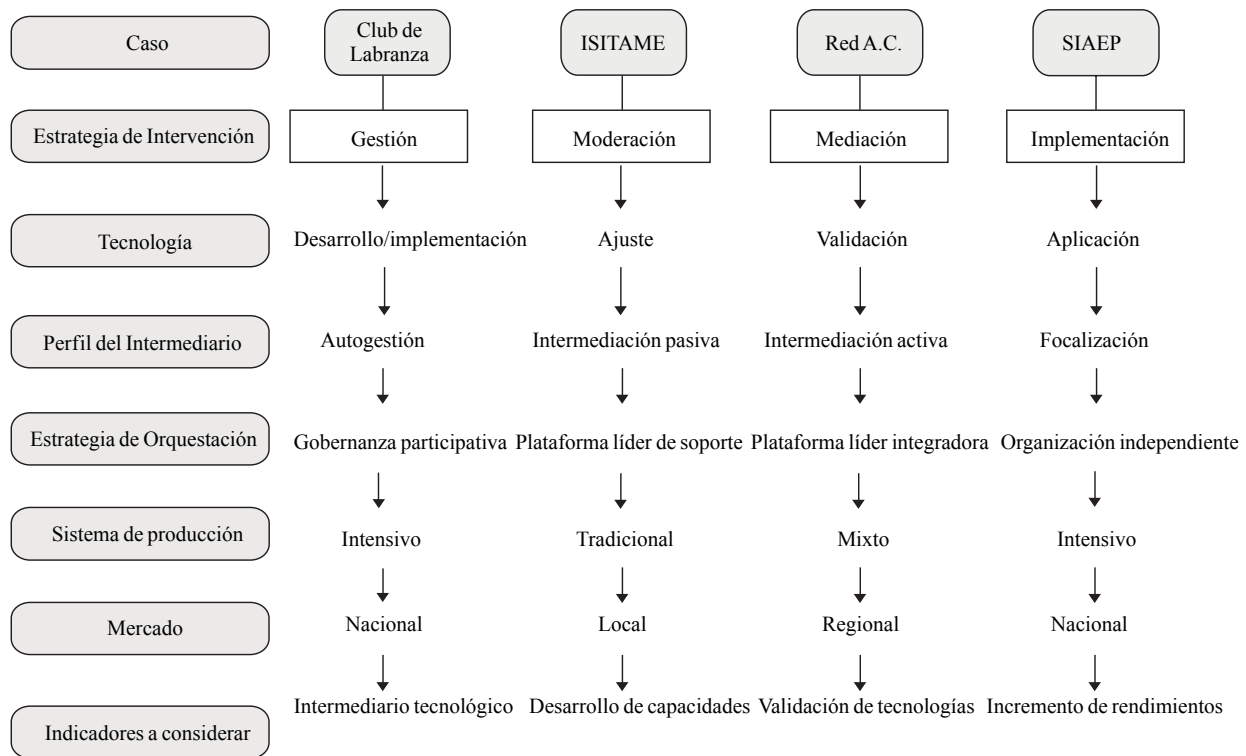 Caso
Club de
Labranza
ISITAME
Red A.C.
SIAEP
Estrategia de Intervención
Gestión
Moderación
Mediación
Implementación
Tecnología
Desarrollo/implementación
Ajuste
Validación
Aplicación
Perfil del Intermediario
Autogestión
Intermediación pasiva
Intermediación activa
Focalización
Estrategia de Orquestación
Gobernanza participativa
Plataforma líder de soporte
Plataforma líder integradora
Organización independiente
Sistema de producción
Intensivo
Tradicional
Mixto
Intensivo
Mercado
Nacional
Local
Regional
Nacional
Indicadores a considerar
Intermediario tecnológico
Desarrollo de capacidades
Validación de tecnologías
Incremento de rendimientos